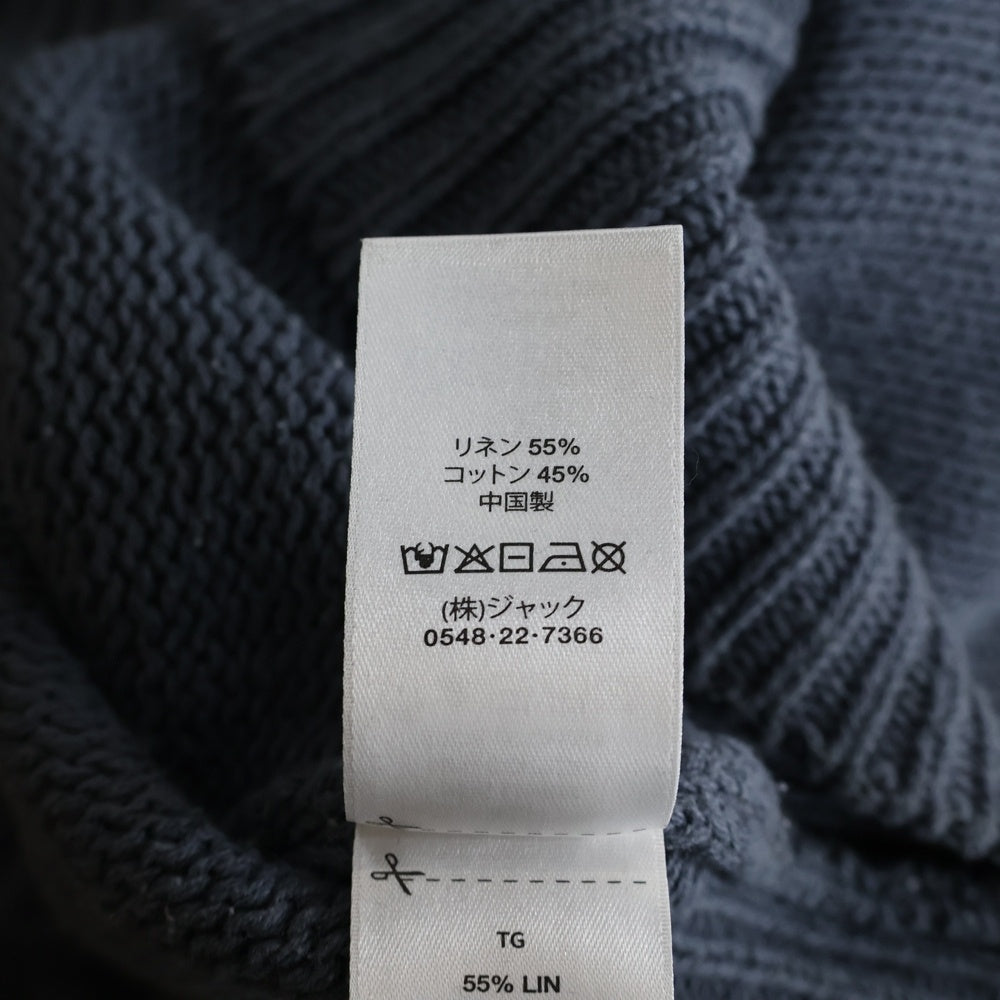 リネン 55%
コットン 45%
中国製
(株)ジャック
0548·22·7366
TG
55% LIN